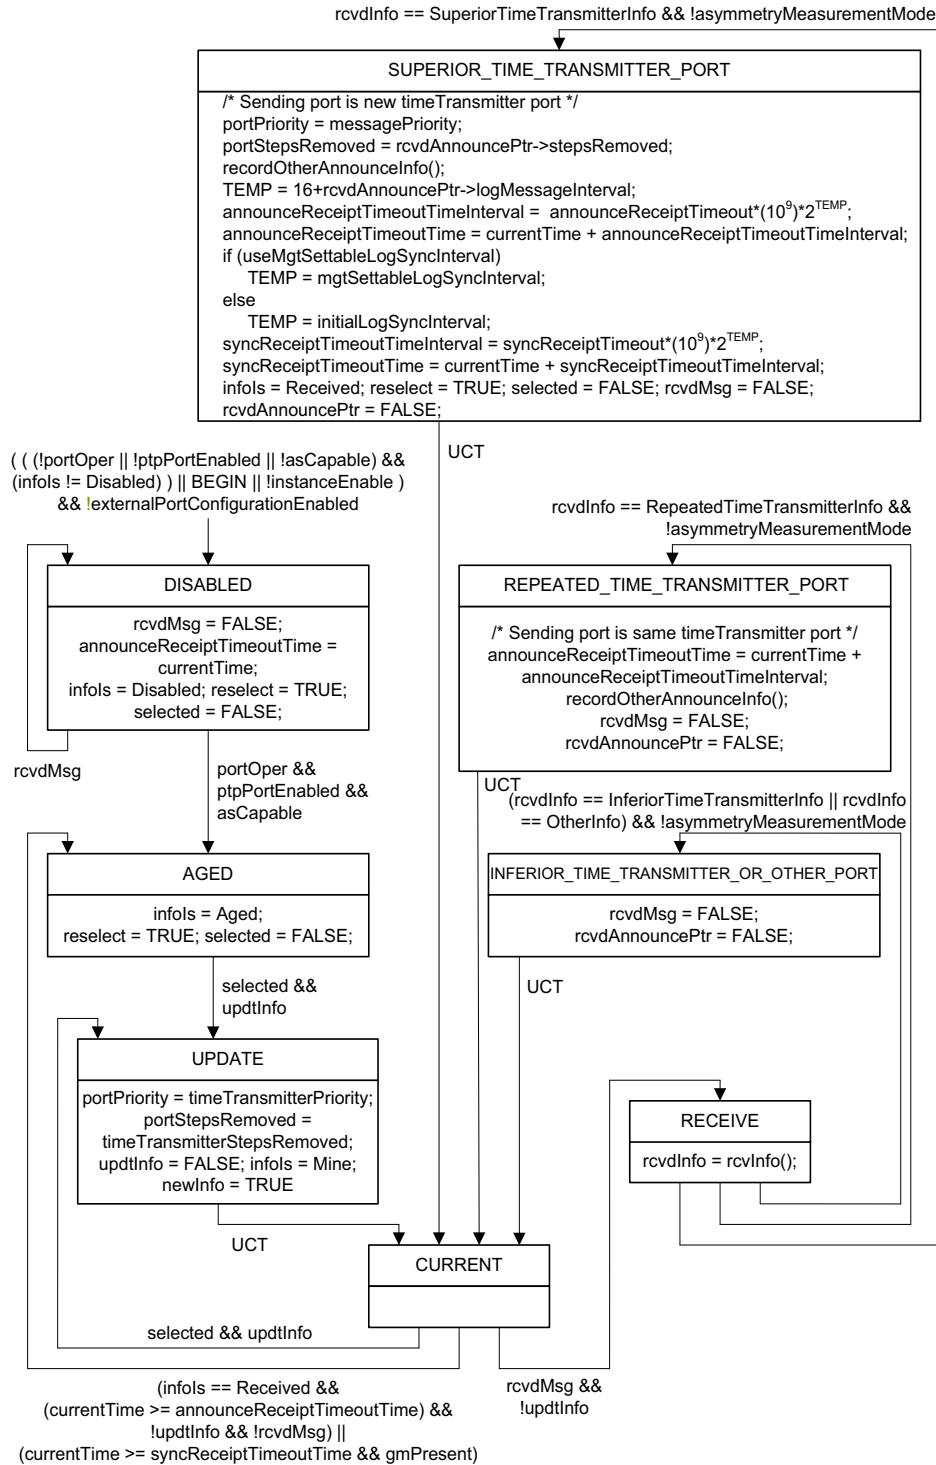 rcvdInfo == SuperiorTimeTransmitterInfo && !asymmetryMeasurementMode
SUPERIOR_TIME_TRANSMITTER_PORT
/* Sending port is new timeTransmitter port */
portPriority = messagePriority;
portStepsRemoved = rcvdAnnouncePtr->stepsRemoved;
recordOtherAnnounceInfo();
TEMP = 16+rcvdAnnouncePtr->logMessageInterval;
announceReceiptTimeoutTimeInterval = announceReceiptTimeout*(10⁹)*2^TEMP;
announceReceiptTimeoutTime = currentTime + announceReceiptTimeoutTimeInterval;
if (useMgtSettableLogSyncInterval)
TEMP = mgtSettableLogSyncInterval;
else
TEMP = initialLogSyncInterval;
syncReceiptTimeoutTimeInterval = syncReceiptTimeout*(10⁹)*2^TEMP;
syncReceiptTimeoutTime = currentTime + syncReceiptTimeoutTimeInterval;
infoIs = Received; reselect = TRUE; selected = FALSE; rcvdMsg = FALSE;
rcvdAnnouncePtr = FALSE;
UCT
( ( (!portOper || !ptpPortEnabled || !asCapable) &&
(infoIs != Disabled) ) || BEGIN || !instanceEnable )
&& !externalPortConfigurationEnabled
DISABLED
rcvdMsg = FALSE;
announceReceiptTimeoutTime =
currentTime;
infoIs = Disabled; reselect = TRUE;
selected = FALSE;
rcvdMsg
portOper &&
ptpPortEnabled &&
asCapable
rcvdInfo == RepeatedTimeTransmitterInfo &&
!asymmetryMeasurementMode
REPEATED_TIME_TRANSMITTER_PORT
/* Sending port is same timeTransmitter port */
announceReceiptTimeoutTime = currentTime +
announceReceiptTimeoutTimeInterval;
recordOtherAnnounceInfo();
rcvdMsg = FALSE;
rcvdAnnouncePtr = FALSE;
UCT
(rcvdInfo == InferiorTimeTransmitterInfo || rcvdInfo
== OtherInfo) && !asymmetryMeasurementMode
AGED
infoIs = Aged;
reselect = TRUE; selected = FALSE;
INFERIOR_TIME_TRANSMITTER_OR_OTHER_PORT
rcvdMsg = FALSE;
rcvdAnnouncePtr = FALSE;
selected &&
updtInfo
UCT
UPDATE
portPriority = timeTransmitterPriority;
portStepsRemoved =
timeTransmitterStepsRemoved;
updtInfo = FALSE; infoIs = Mine;
newInfo = TRUE
UCT
RECEIVE
rcvdInfo = rcvInfo();
CURRENT
selected && updtInfo
(infoIs == Received &&
(currentTime >= announceReceiptTimeoutTime) &&
!updtInfo && !rcvdMsg) ||
(currentTime >= syncReceiptTimeoutTime && gmPresent)
rcvdMsg &&
!updtInfo